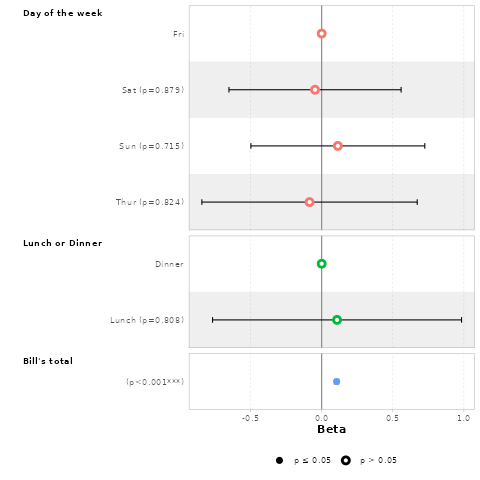 Day of the week
Fri
Sat (p=0.879)
Sun (p=0.715)
Thur (p=0.824)
Lunch or Dinner
Dinner
Lunch (p=0.808)
Bill's total
(p<0.001***)
-0.5 0.0 0.5 1.0
Beta
p ≤ 0.05 p > 0.05